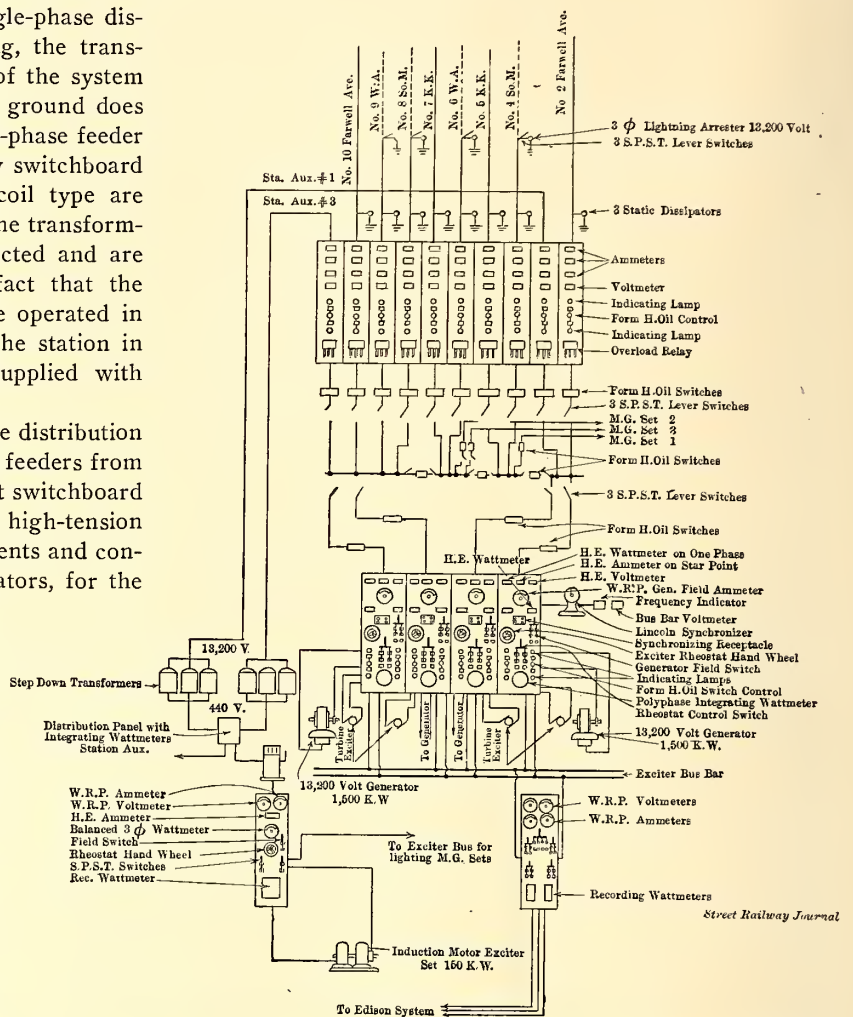 gle-phase dis-
g, the trans-
of the system
ground does
-phase feeder
switchboard
coil type are
he transform-
cted and are
fact that the
e operated in
he station in
upplied with
e distribution
feeders from
t switchboard
high-tension
ents and con-
ators, for the
No. 10 Farwell Ave.
No. 9 W.A.
No. 8 So.M.
No. 7 K.K.
No. 6 W.A.
No. 5 K.K.
No. 4 So.M.
No 2 Farwell Ave.
3 ϕ Lightning Arrester 13,200 Volt
3 S.P.S.T. Lever Switches
Sta. Aux.#1
Sta. Aux.#3
3 Static Dissipators
Ammeters
Voltmeter
Indicating Lamp
Form H.Oil Control
Indicating Lamp
Overload Relay
Form H.Oil Switches
3 S.P.S.T. Lever Switches
M.G. Set 2
M.G. Set 3
M.G. Set 1
Form H.Oil Switches
3 S.P.S.T. Lever Switches
Form H.Oil Switches
H.E. Wattmeter
H.E. Wattmeter on One Phase
H.E. Ammeter on Star Point
H.E. Voltmeter
W.R.P. Gen. Field Ammeter
Frequency Indicator
Bus Bar Voltmeter
Lincoln Synchronizer
Synchronizing Receptacle
Exciter Rheostat Hand Wheel
Generator Field Switch
Indicating Lamps
Form H.Oil Switch Control
Polyphase Integrating Wattmeter
Rheostat Control Switch
13,200 V.
Step Down Transformers
440 V.
Distribution Panel with
Integrating Wattmeters
Station Aux.
Turbine
Exciter
To Generator
To Generator
Turbine
Exciter
13,200 Volt Generator
1,500 K.W.
13,200 Volt Generator
1,500 K.W
Exciter Bus Bar
W.R.P. Ammeter
W.R.P. Voltmeter
H.E. Ammeter
Balanced 3 ϕ Wattmeter
Field Switch
Rheostat Hand Wheel
S.P.S.T. Switches
Rec. Wattmeter
To Exciter Bus for
lighting M.G. Sets
W.R.P. Voltmeters
W.R.P. Ammeters
Recording Wattmeters
Street Railway Journal
Induction Motor Exciter
Set 150 K.W.
To Edison System